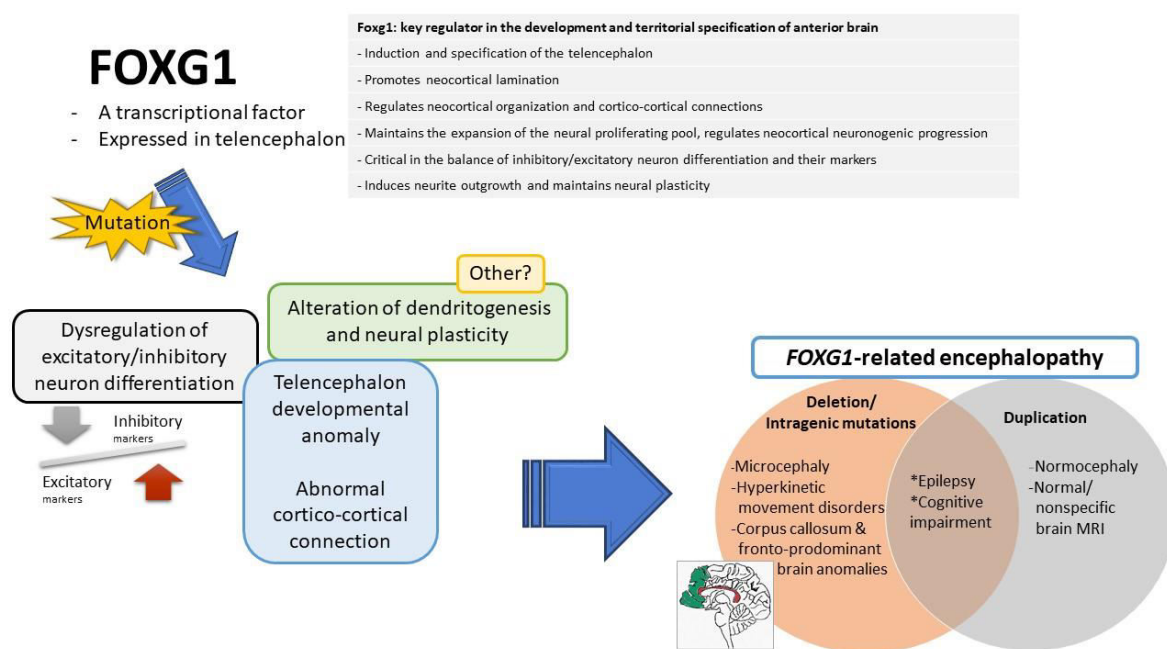 FOXG1
- A transcriptional factor
- Expressed in telencephalon
Foxg1: key regulator in the development and territorial specification of anterior brain
- Induction and specification of the telencephalon
- Promotes neocortical lamination
- Regulates neocortical organization and cortico-cortical connections
- Maintains the expansion of the neural proliferating pool, regulates neocortical neuronogenic progression
- Critical in the balance of inhibitory/excitatory neuron differentiation and their markers
- Induces neurite outgrowth and maintains neural plasticity
Mutation
Other?
Alteration of dendritogenesis
and neural plasticity
Dysregulation of
excitatory/inhibitory
neuron differentiation
Inhibitory
markers
Excitatory
markers
Telencephalon
developmental
anomaly
Abnormal
cortico-cortical
connection
FOXG1-related encephalopathy
Deletion/
Intragenic mutations
-Microcephaly
-Hyperkinetic
movement disorders
-Corpus callosum &
fronto-prodominant
brain anomalies
*Epilepsy
*Cognitive
impairment
Duplication
-Normocephaly
-Normal/
nonspecific
brain MRI